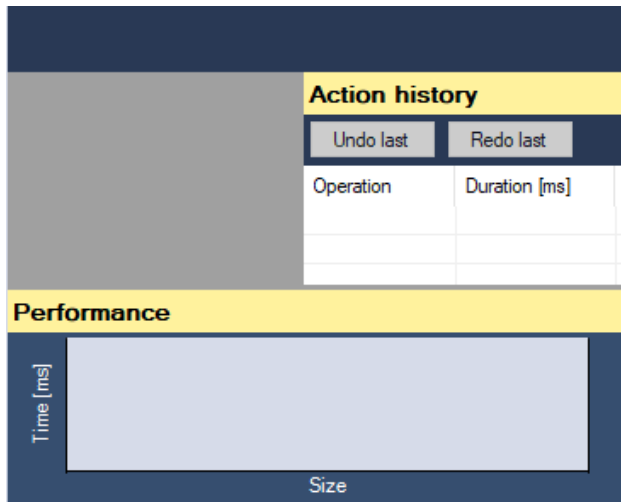 Action history
Undo last Redo last
Operation Duration [ms]
Performance
Time [ms]
Size